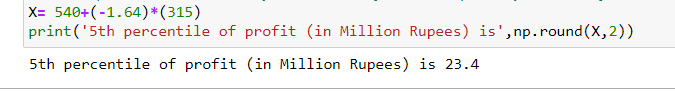 X= 540+(-1.64)*(315)
print('5th percentile of profit (in Million Rupees) is',np.round(X,2))
5th percentile of profit (in Million Rupees) is 23.4